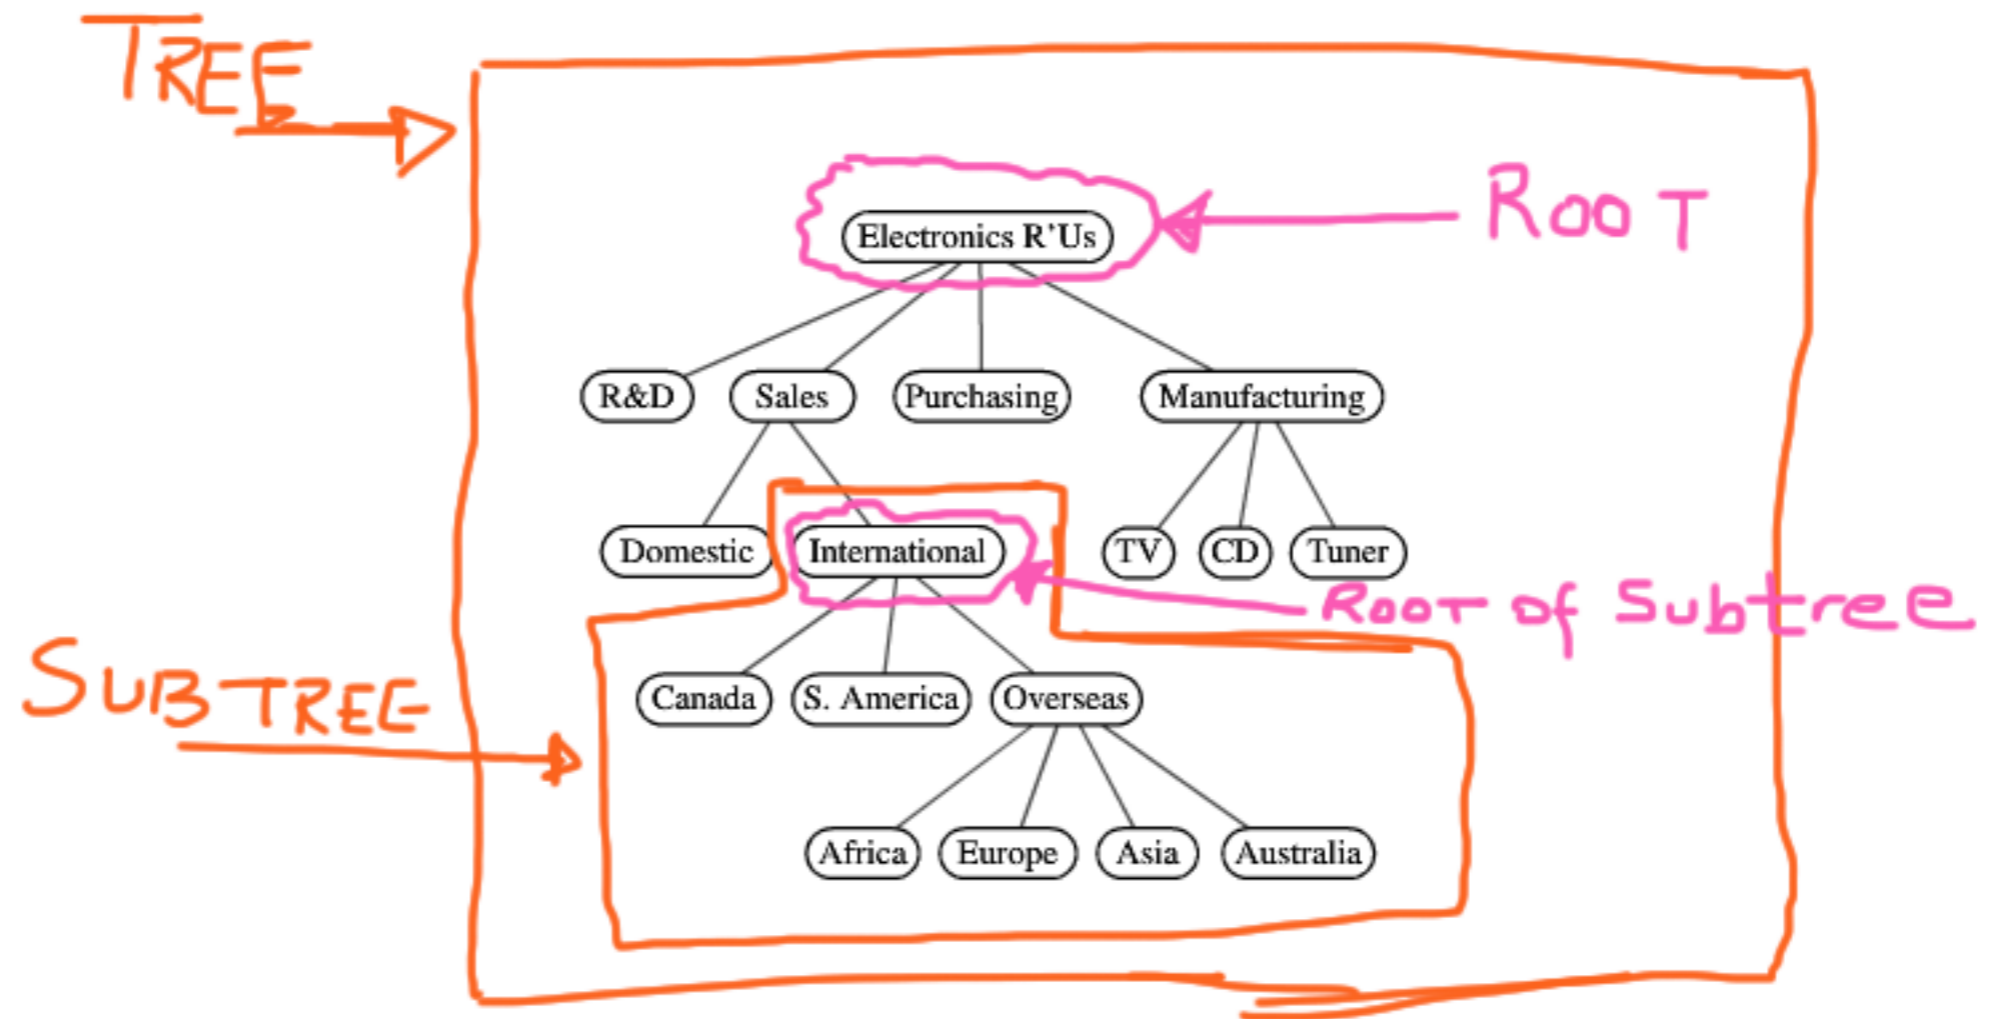 TREE
Electronics R'Us
ROOT
R&D Sales Purchasing Manufacturing
Domestic International TV CD Tuner
Root of Subtree
SUBTREE
Canada S. America Overseas
Africa Europe Asia Australia